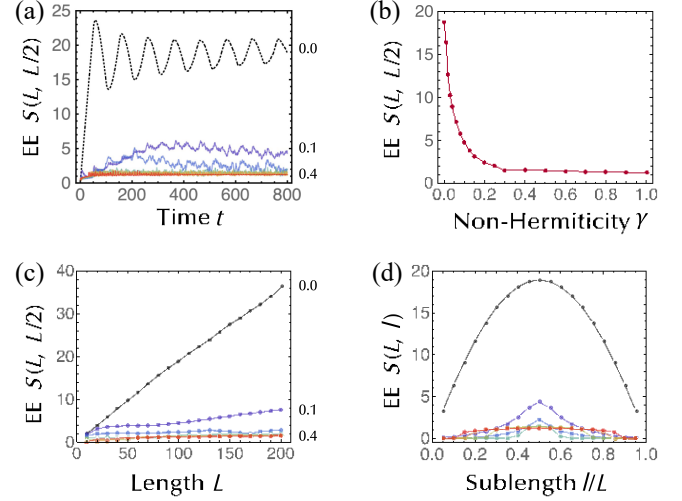 (a)
EE S(L, L/2)
25
20
15
10
5
0
0 200 400 600 800
Time t
0.0
0.1
0.4
(b)
EE S(L, L/2)
20
15
10
5
0
0.0 0.2 0.4 0.6 0.8 1.0
Non-Hermiticity γ
(c)
EE S(L, L/2)
40
30
20
10
0
0 50 100 150 200
Length L
0.0
0.1
0.4
(d)
EE S(L, l)
20
15
10
5
0
0.0 0.2 0.4 0.6 0.8 1.0
Sublength l/L